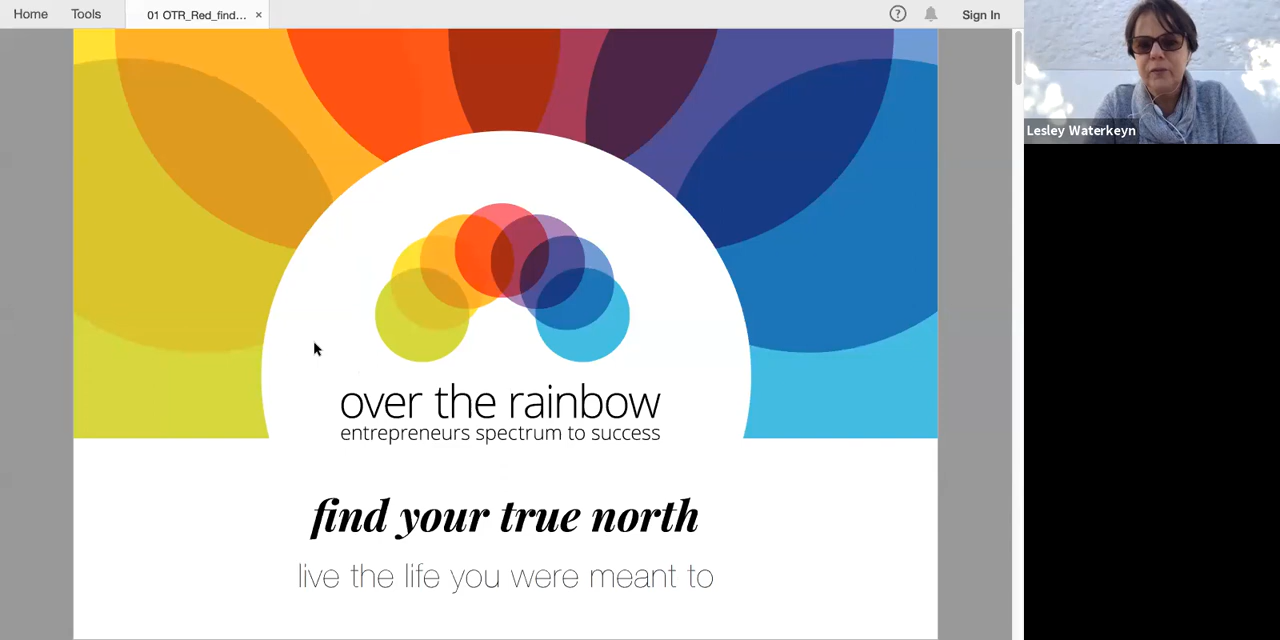 Home Tools 01 OTR_Red_find... × ? Sign In
Lesley Waterkeyn
over the rainbow
entrepreneurs spectrum to success
find your true north
live the life you were meant to